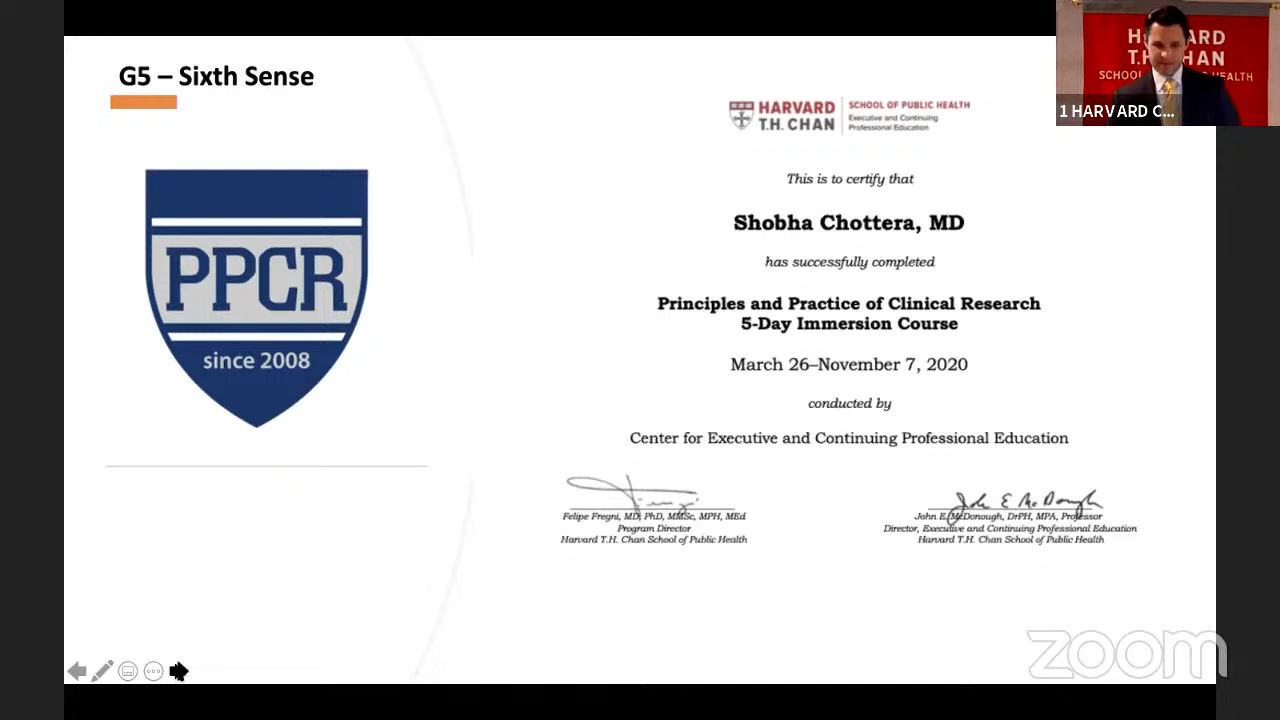 G5 – Sixth Sense
PPCR
since 2008
HARVARD
T.H. CHAN
SCHOOL OF PUBLIC HEALTH
Executive and Continuing
Professional Education
This is to certify that
Shobha Chottera, MD
has successfully completed
Principles and Practice of Clinical Research
5-Day Immersion Course
March 26–November 7, 2020
conducted by
Center for Executive and Continuing Professional Education
Felipe Fregni, MD, PhD, MMSc, MPH, MEd
Program Director
Harvard T.H. Chan School of Public Health
John E McDonough
John E. McDonough, DrPH, MPA, Professor
Director, Executive and Continuing Professional Education
Harvard T.H. Chan School of Public Health
1 HARVARD C...
zoom